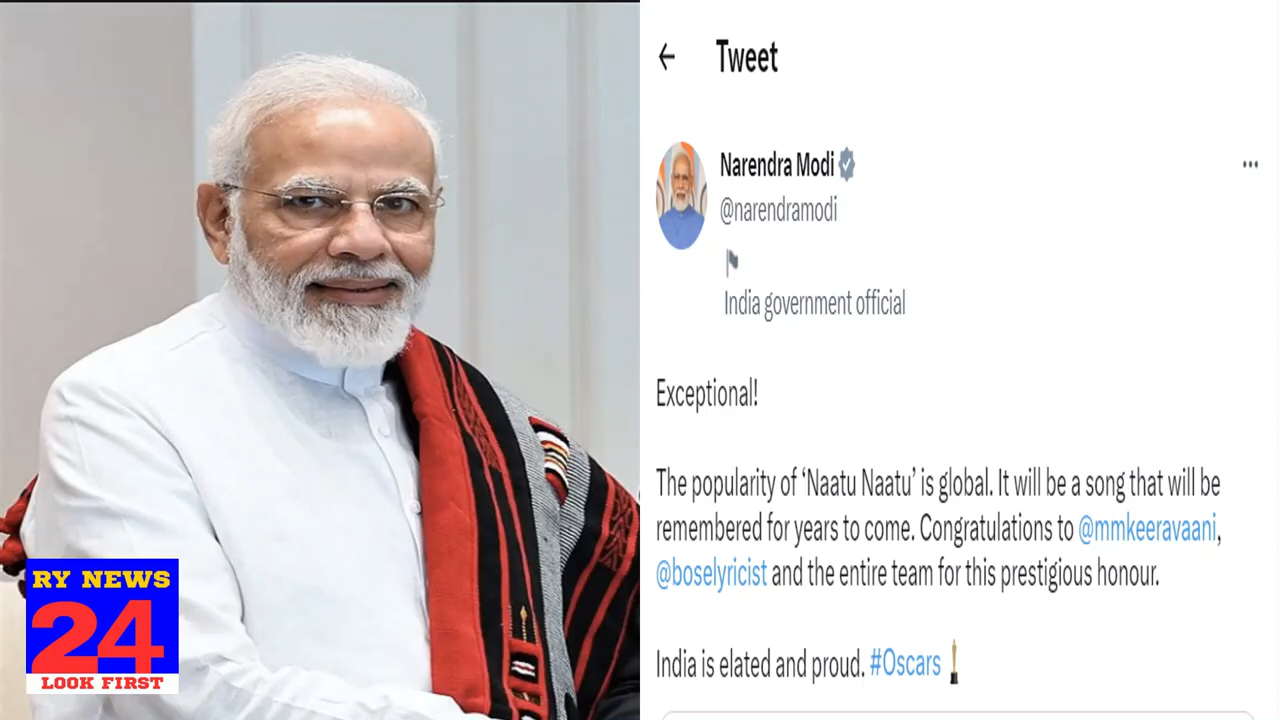 RY NEWS
24
LOOK FIRST
Tweet
Narendra Modi
@narendramodi
India government official
Exceptional!
The popularity of ‘Naatu Naatu’ is global. It will be a song that will be
remembered for years to come. Congratulations to @mmkeeravaani,
@boselyricist and the entire team for this prestigious honour.
India is elated and proud. #Oscars